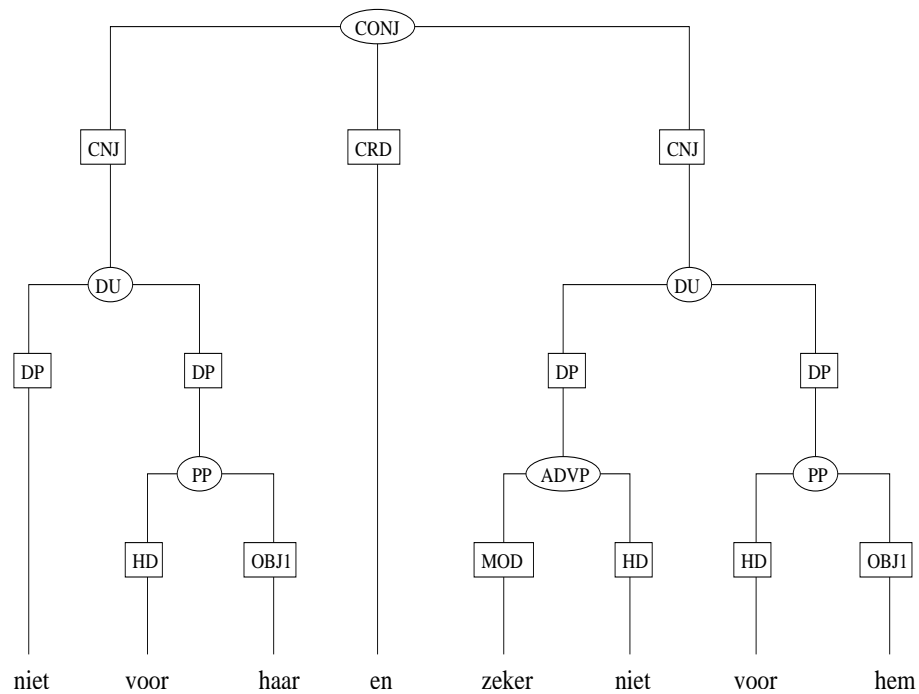 CONJ
CNJ CRD CNJ
DU DU
DP DP DP DP
PP ADVP PP
HD OBJ1 MOD HD HD OBJ1
niet voor haar en zeker niet voor hem